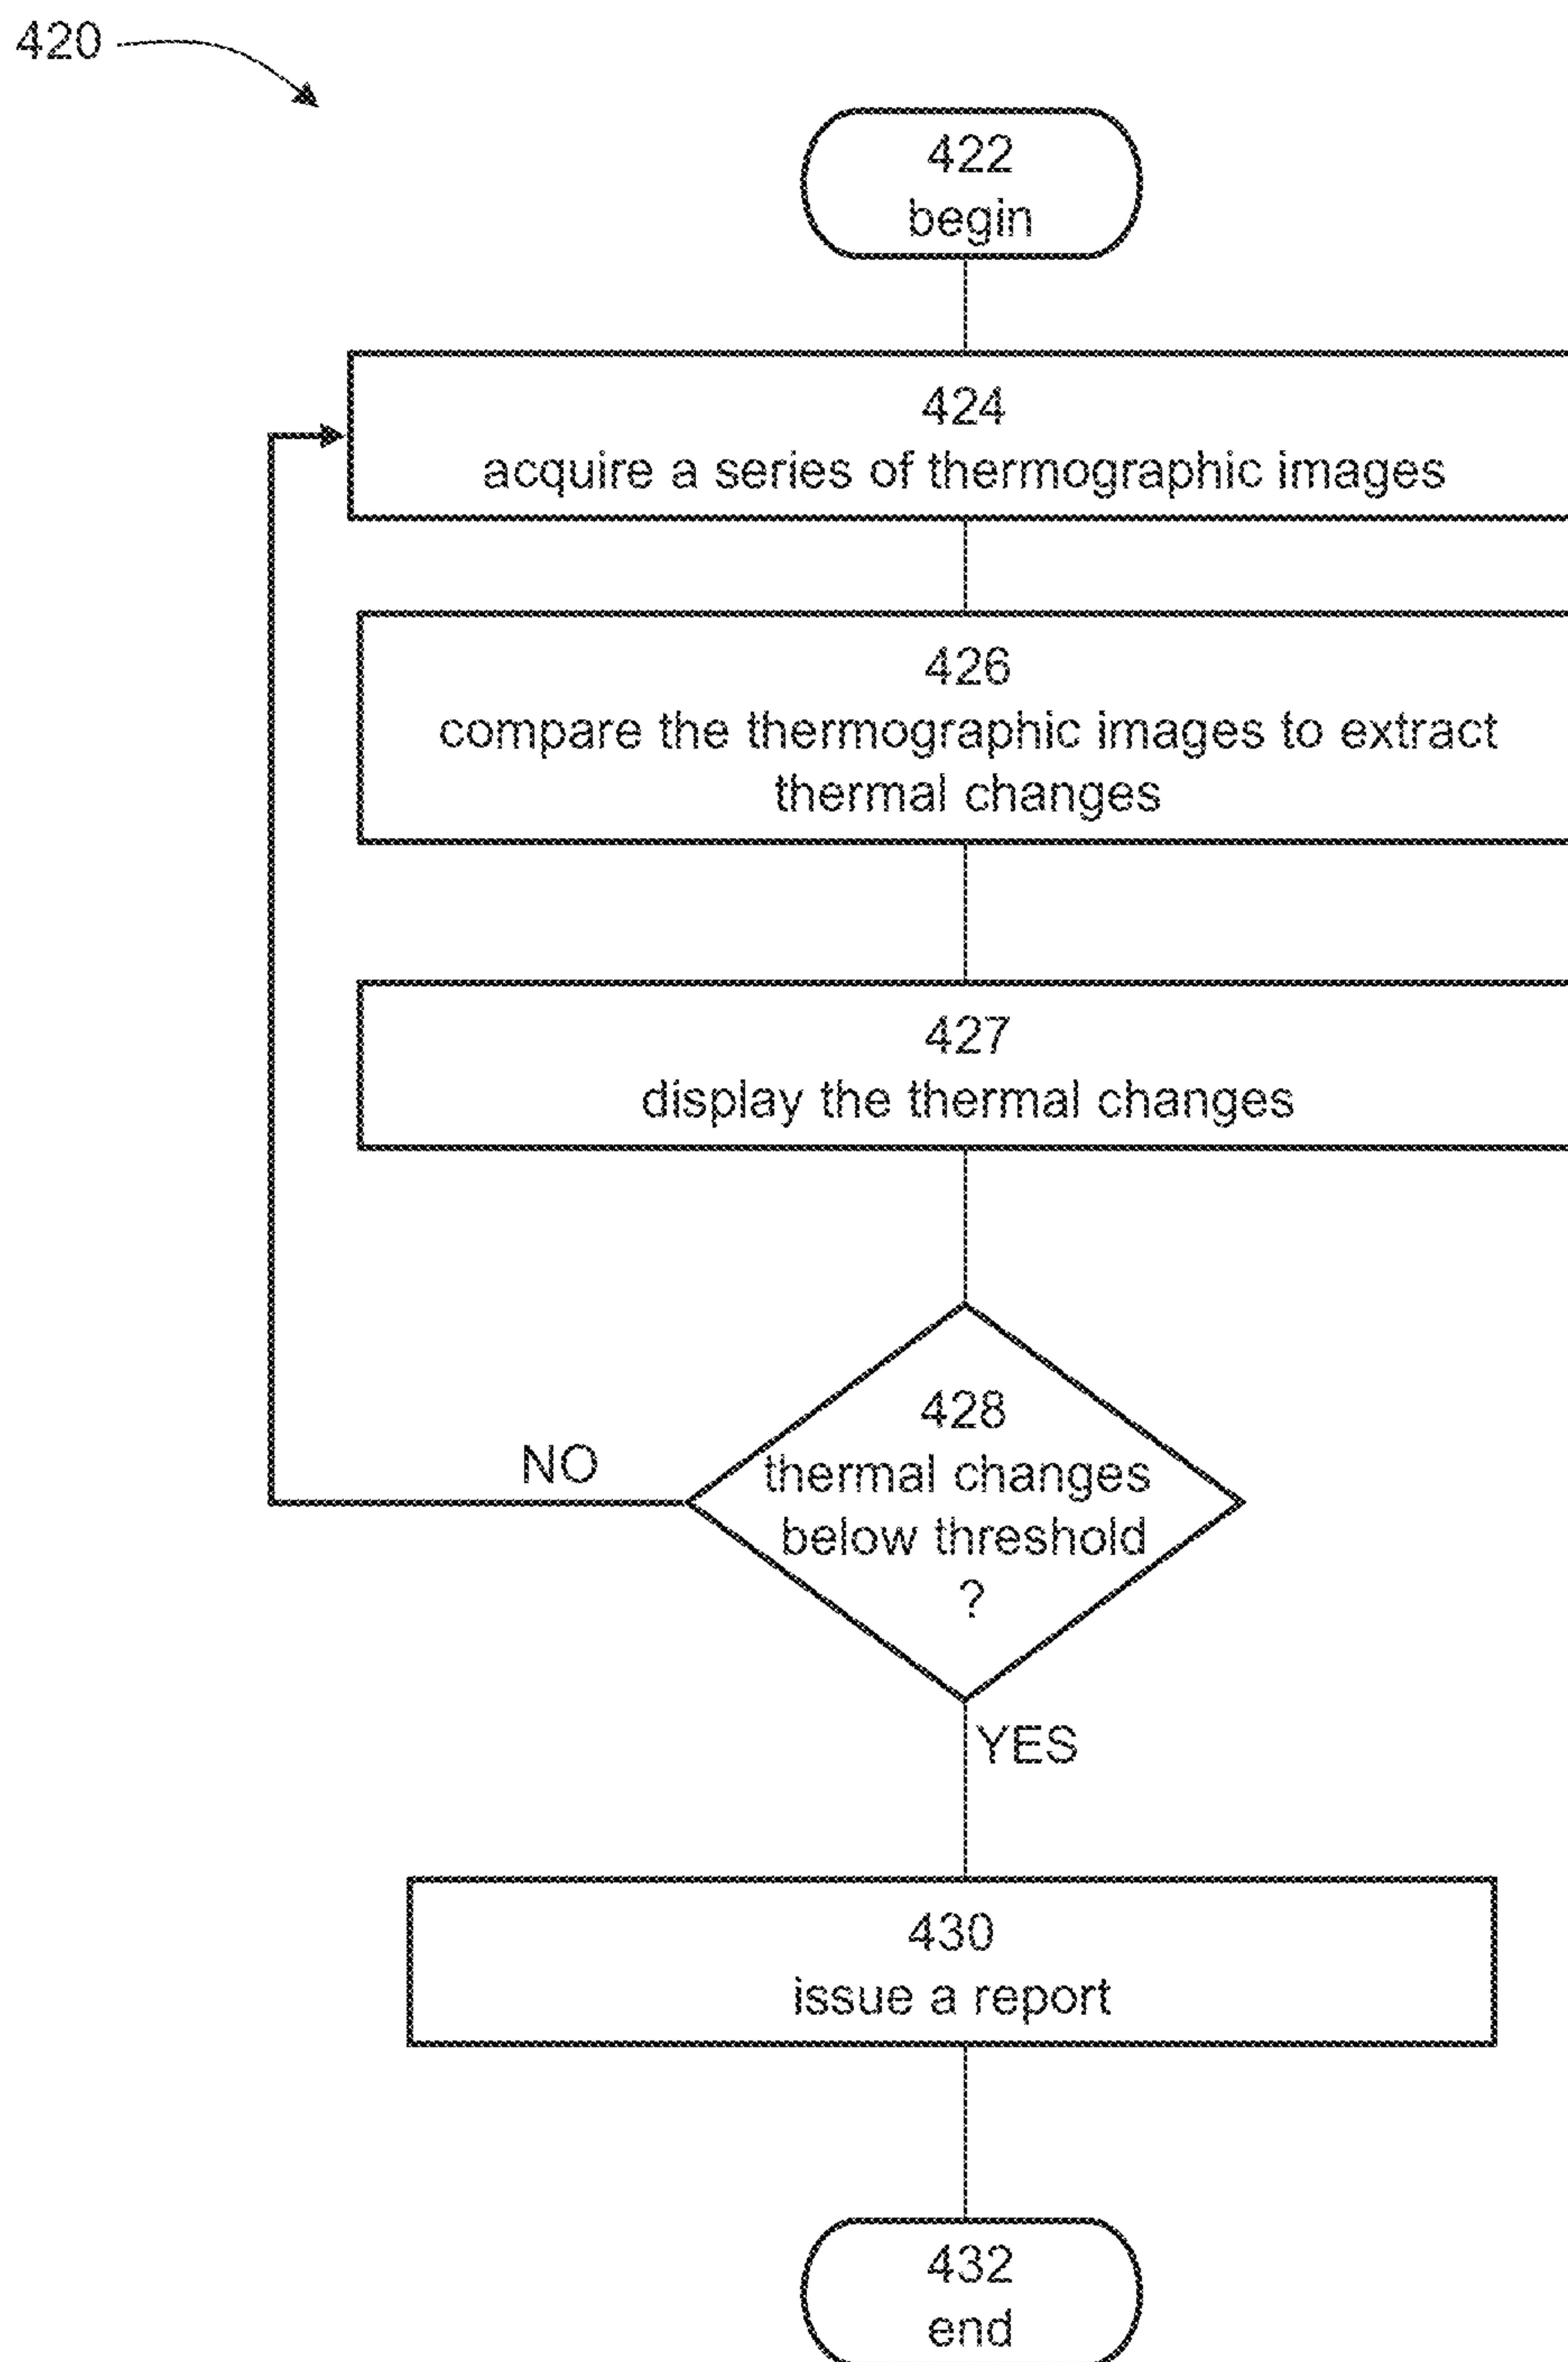 420
422
begin
424
acquire a series of thermographic images
426
compare the thermographic images to extract
thermal changes
427
display the thermal changes
428
thermal changes
below threshold
?
NO
YES
430
issue a report
432
end